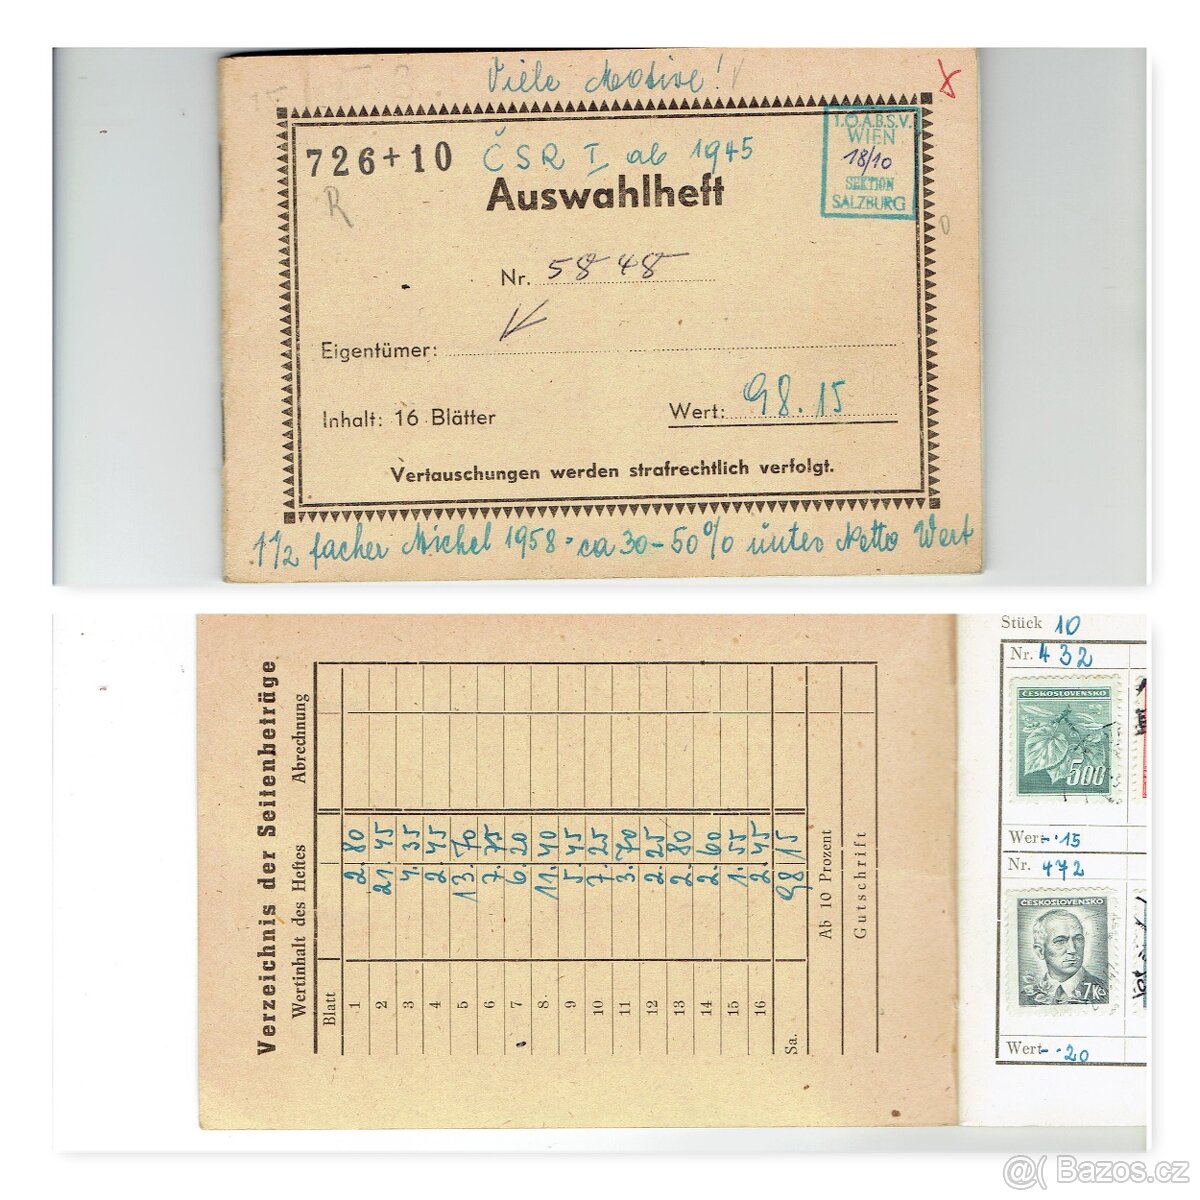 Viele Motive!
726+10
ČSR I ab 1945
Auswahlheft
I.Ö.A.B.S.V.
WIEN
18/10
SEKTION
SALZBURG
R
Nr. 5848
Eigentümer:
Inhalt: 16 Blätter
Wert: 98.15
Vertauschungen werden strafrechtlich verfolgt.
1 1/2 facher Michel 1958 · ca 30-50% unter Netto Wert
Verzeichnis der Seitenbeträge
Wertinhalt des Heftes Abrechnung
Blatt
1 2.80
2 21.45
3 4.35
4 2.45
5 13.70
6 7.75
7 6.20
8 11.40
9 5.45
10 7.25
11 3.70
12 2.25
13 2.80
14 2.60
15 1.55
16 2.45
Sa. 98 15
Ab 10 Prozent
Gutschrift
Stück 10
Nr. 432
ČESKOSLOVENSKO
500
Wert -.15
Nr. 472
ČESKOSLOVENSKO
7 Kčs
Wert -.20
@( Bazos.cz